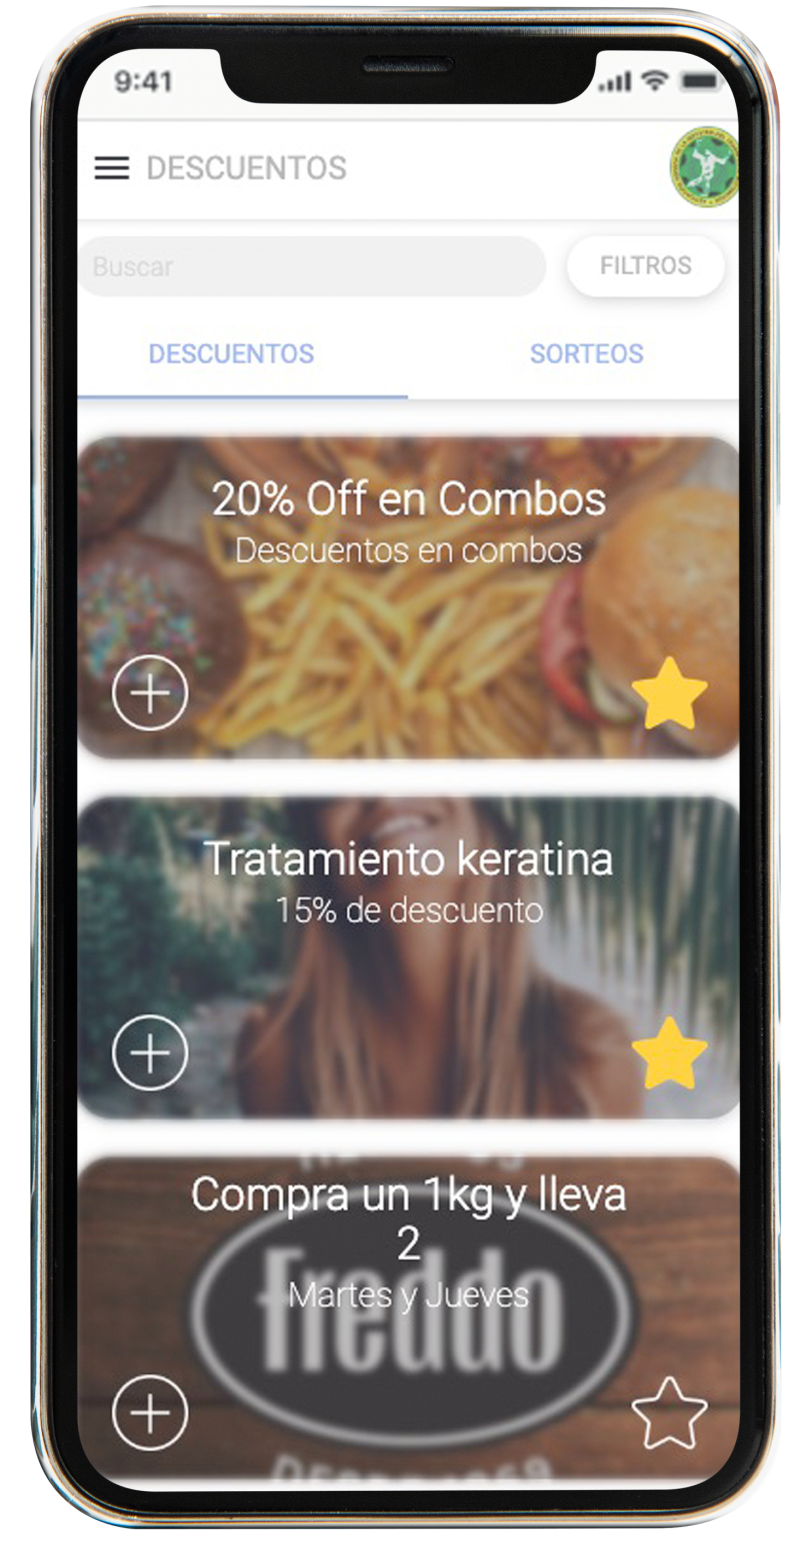 9:41
DESCUENTOS
Buscar
FILTROS
DESCUENTOS
SORTEOS
20% Off en Combos
Descuentos en combos
Tratamiento keratina
15% de descuento
Compra un 1kg y lleva
2
freddo
Martes y Jueves